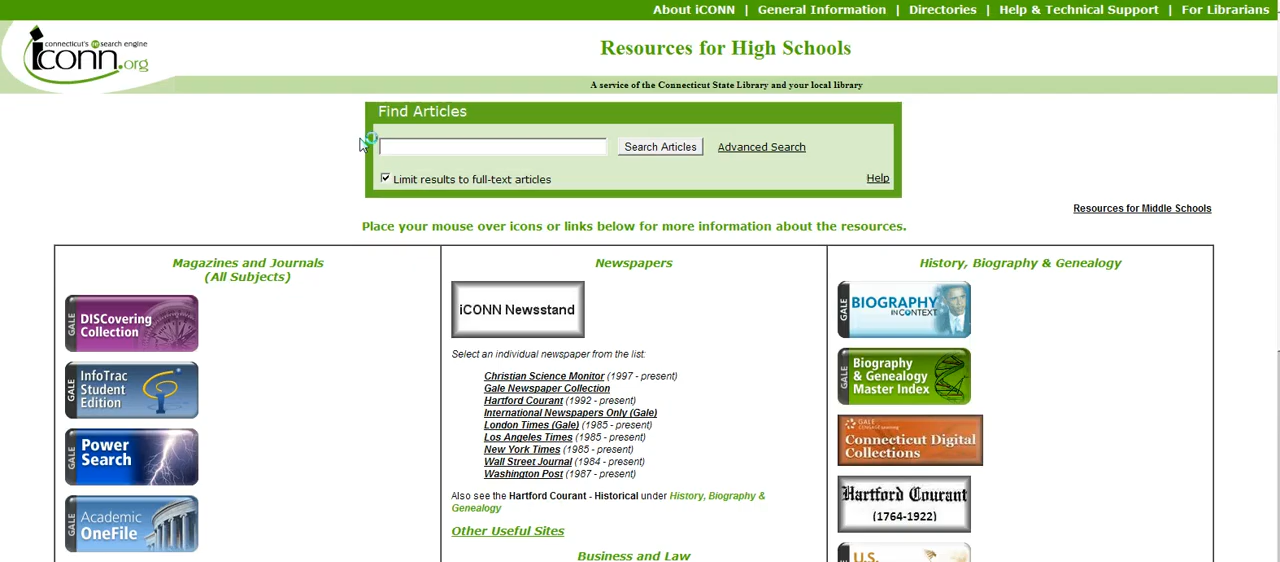 About iCONN | General Information | Directories | Help & Technical Support | For Librarians
connecticut's re search engine
iconn.org
Resources for High Schools
A service of the Connecticut State Library and your local library
Find Articles
Search Articles
Advanced Search
Limit results to full-text articles
Help
Resources for Middle Schools
Place your mouse over icons or links below for more information about the resources.
Magazines and Journals
(All Subjects)
GALE
DISCovering
Collection
GALE
InfoTrac
Student
Edition
GALE
Power
Search
GALE
Academic
OneFile
Newspapers
iCONN Newsstand
Select an individual newspaper from the list:
Christian Science Monitor (1997 - present)
Gale Newspaper Collection
Hartford Courant (1992 - present)
International Newspapers Only (Gale)
London Times (Gale) (1985 - present)
Los Angeles Times (1985 - present)
New York Times (1985 - present)
Wall Street Journal (1984 - present)
Washington Post (1987 - present)
Also see the Hartford Courant - Historical under History, Biography &
Genealogy
Other Useful Sites
Business and Law
History, Biography & Genealogy
GALE
BIOGRAPHY
IN CONTEXT
GALE
Biography
& Genealogy
Master Index
GALE
CENGAGE Learning
Connecticut Digital
Collections
Hartford Courant
(1764-1922)
U.S.